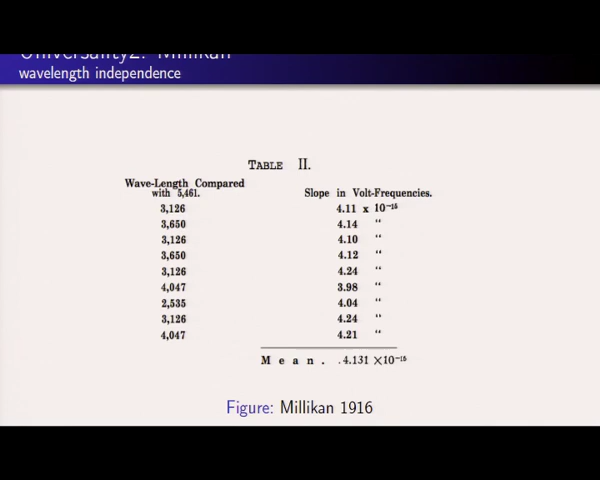 Universality2: Millikan
wavelength independence
TABLE II.
Wave-Length Compared
with 5,461.
Slope in Volt-Frequencies.
3,126 4.11 x 10⁻¹⁵
3,650 4.14 "
3,126 4.10 "
3,650 4.12 "
3,126 4.24 "
4,047 3.98 "
2,535 4.04 "
3,126 4.24 "
4,047 4.21 "
Mean. .4.131 ×10⁻¹⁵
Figure: Millikan 1916